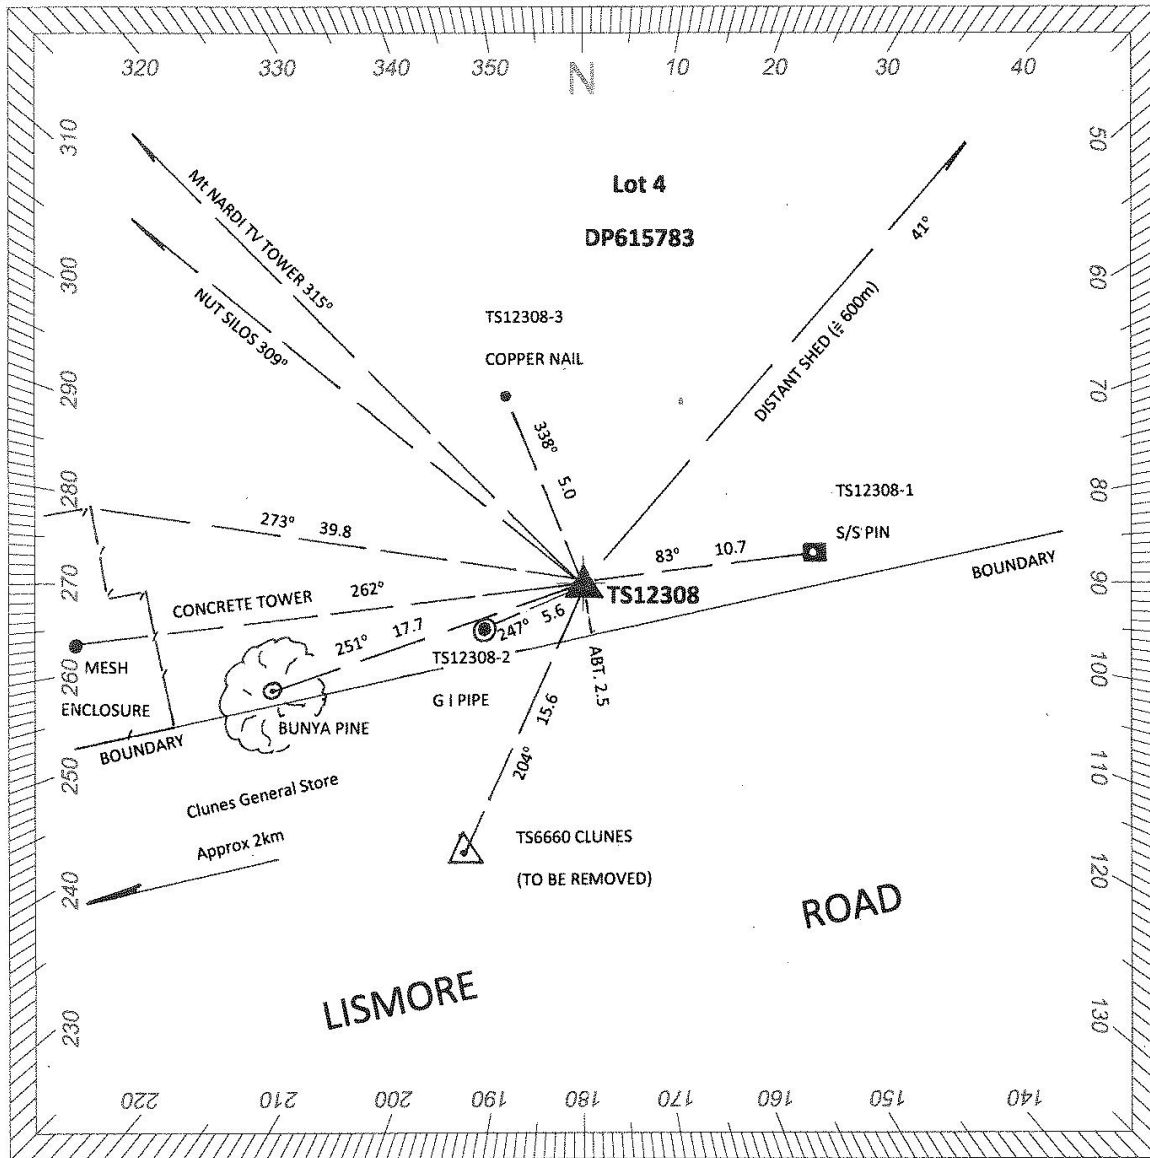 320 330 340 350 N 10 20 30 40
310
300
290
280
270
260
250
240
230
50
60
70
80
90
100
110
120
130
Lot 4
DP615783
Mt NARDI TV TOWER 315°
NUT SILOS 309°
41°
DISTANT SHED (≑ 600m)
TS12308-3
COPPER NAIL
338° 5.0
TS12308-1
S/S PIN
83° 10.7
BOUNDARY
273° 39.8
CONCRETE TOWER 262°
TS12308
251° 17.7
247° 5.6
MESH
ENCLOSURE
TS12308-2
G I PIPE
ABT. 2.5
BUNYA PINE
BOUNDARY
204° 15.6
Clunes General Store
Approx 2km
TS6660 CLUNES
(TO BE REMOVED)
LISMORE ROAD
220 210 200 190 180 170 160 150 140